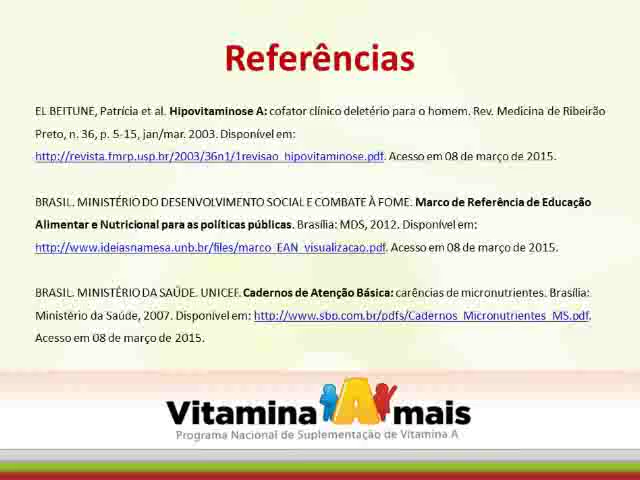 Referências
EL BEITUNE, Patrícia et al. Hipovitaminose A: cofator clínico deletério para o homem. Rev. Medicina de Ribeirão
Preto, n. 36, p. 5-15, jan/mar. 2003. Disponível em:
http://revista.fmrp.usp.br/2003/36n1/1revisao_hipovitaminose.pdf. Acesso em 08 de março de 2015.
BRASIL. MINISTÉRIO DO DESENVOLVIMENTO SOCIAL E COMBATE À FOME. Marco de Referência de Educação
Alimentar e Nutricional para as políticas públicas. Brasília: MDS, 2012. Disponível em:
http://www.ideiasnamesa.unb.br/files/marco_EAN_visualizacao.pdf. Acesso em 08 de março de 2015.
BRASIL. MINISTÉRIO DA SAÚDE. UNICEF. Cadernos de Atenção Básica: carências de micronutrientes. Brasília:
Ministério da Saúde, 2007. Disponível em: http://www.sbp.com.br/pdfs/Cadernos_Micronutrientes_MS.pdf.
Acesso em 08 de março de 2015.
Vitamina A mais
Programa Nacional de Suplementação de Vitamina A